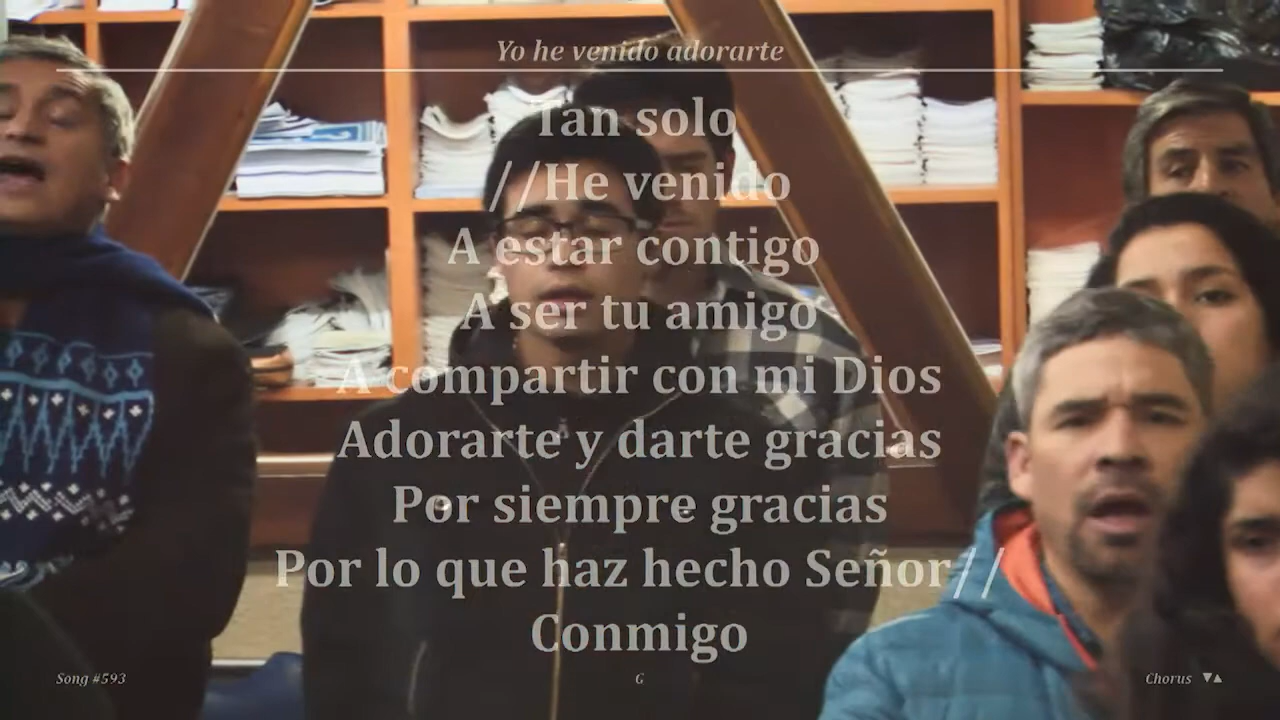 Yo he venido adorarte
Tan solo
//He venido
A estar contigo
A ser tu amigo
A compartir con mi Dios
Adorarte y darte gracias
Por siempre gracias
Por lo que haz hecho Señor//
Conmigo
Song #593
G
Chorus ▼▲